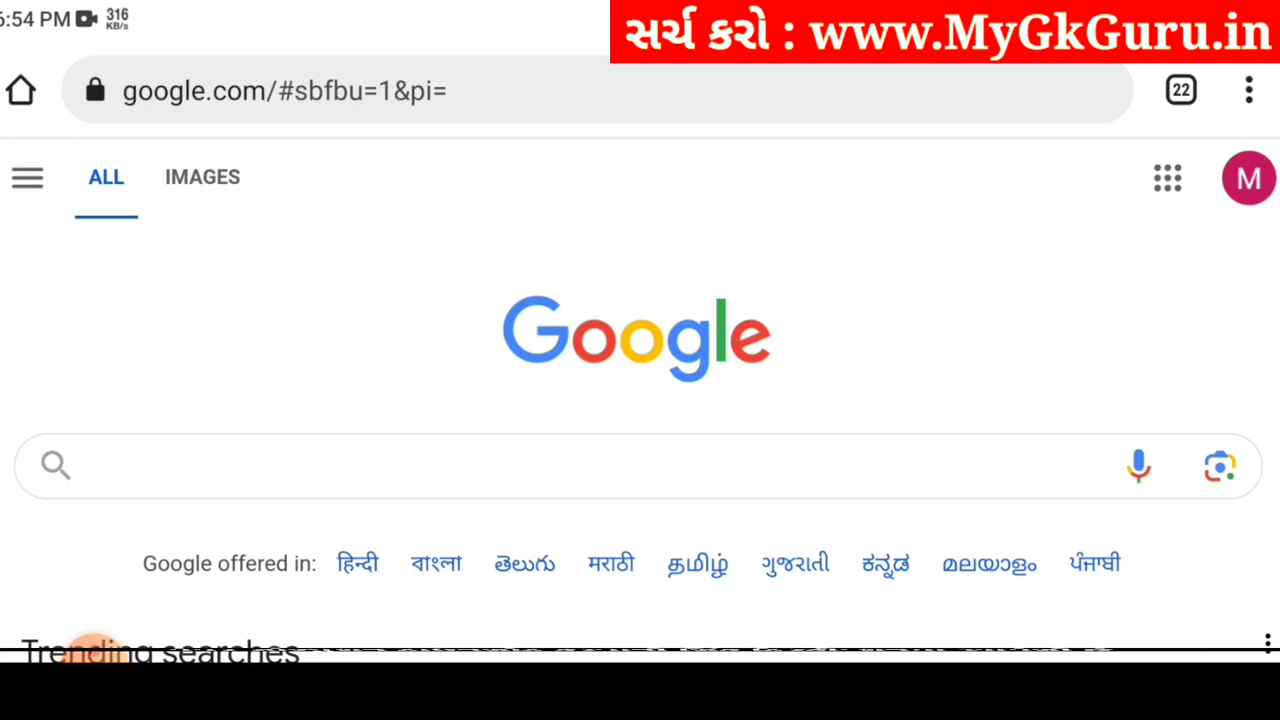 6:54 PM 316 KB/s
સર્ચ કરો : www.MyGkGuru.in
google.com/#sbfbu=1&pi=
22
ALL IMAGES
M
Google
Google offered in: हिन्दी বাংলা తెలుగు मराठी தமிழ் ગુજરાતી ಕನ್ನಡ മലയാളം ਪੰਜਾਬੀ
Trending searches